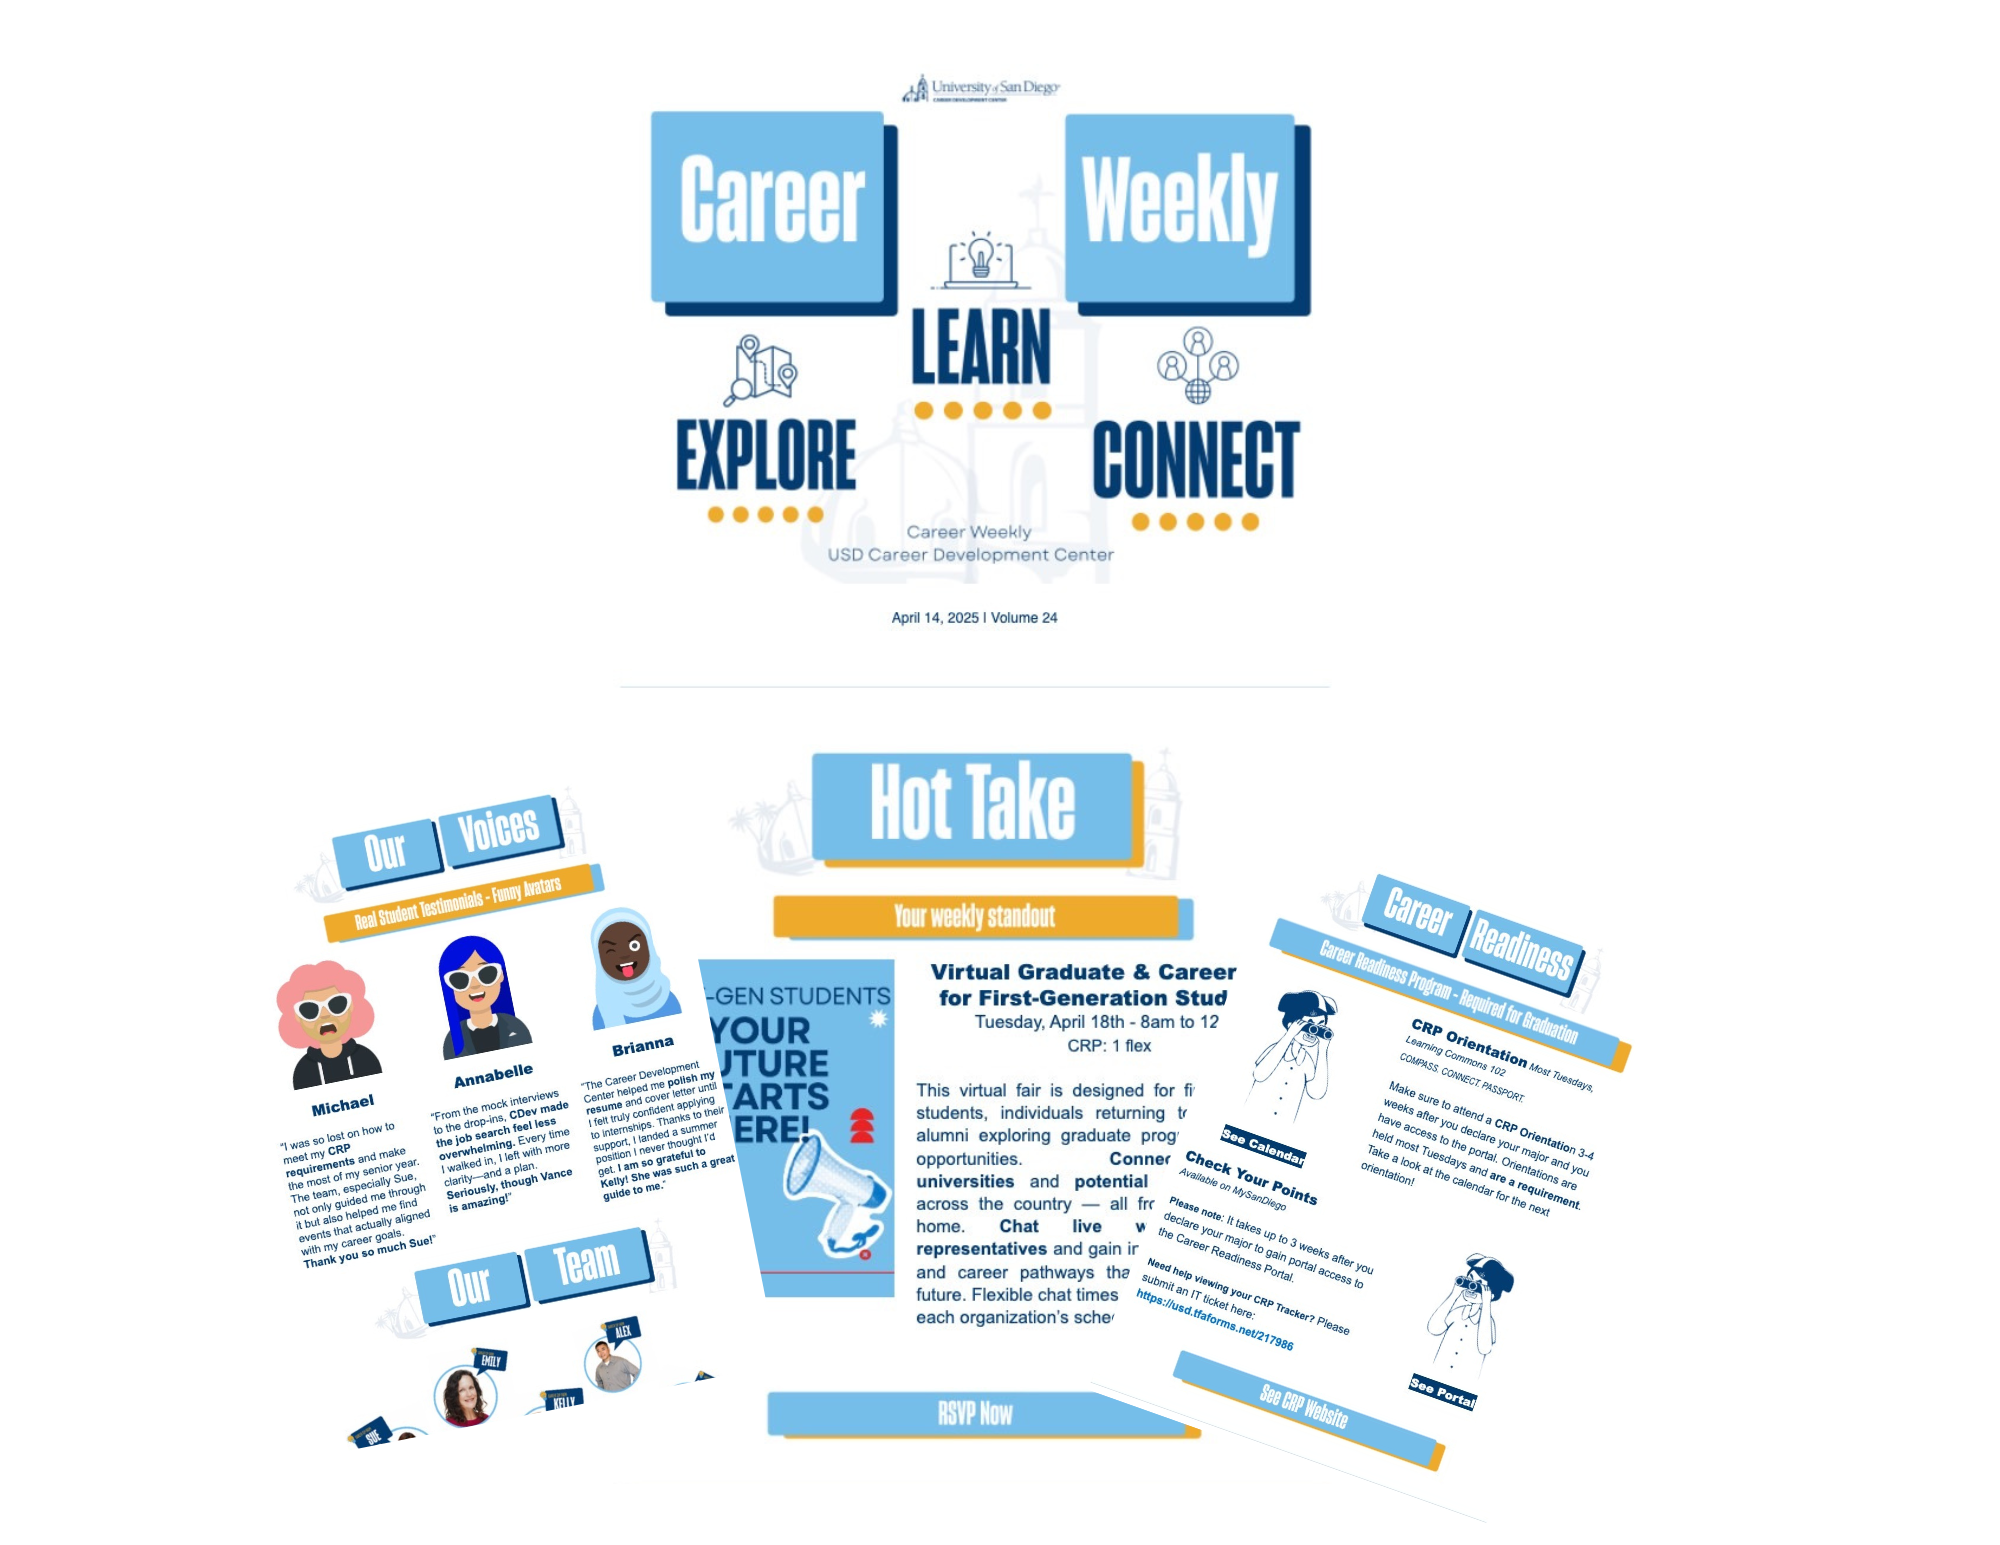 University of San Diego
CAREER DEVELOPMENT CENTER
Career
Weekly
LEARN
EXPLORE
CONNECT
Career Weekly
USD Career Development Center
April 14, 2025 | Volume 24
Our Voices
Real Student Testimonials - Funny Avatars
Michael
"I was so lost on how to
meet my CRP
requirements and make
the most of my senior year.
The team, especially Sue,
not only guided me through
it but also helped me find
events that actually aligned
with my career goals.
Thank you so much Sue!"
Annabelle
"From the mock interviews
to the drop-ins, CDev made
the job search feel less
overwhelming. Every time
I walked in, I left with more
clarity—and a plan.
Seriously, though Vance
is amazing!"
Brianna
"The Career Development
Center helped me polish my
resume and cover letter until
I felt truly confident applying
to internships. Thanks to their
support, I landed a summer
position I never thought I'd
get. I am so grateful to
Kelly! She was such a great
guide to me."
Our Team
EMILY
ALEX
KELLY
SUE
Hot Take
Your weekly standout
-GEN STUDENTS
YOUR
UTURE
ARTS
ERE!
Virtual Graduate & Career
for First-Generation Stud
Tuesday, April 18th - 8am to 12
CRP: 1 flex
This virtual fair is designed for fi
students, individuals returning to
alumni exploring graduate prog
opportunities. Connec
universities and potential
across the country — all fro
home. Chat live w
representatives and gain in
and career pathways tha
future. Flexible chat times
each organization's sche
RSVP Now
Career Readiness
Career Readiness Program - Required for Graduation
CRP Orientation Most Tuesdays,
Learning Commons 102
COMPASS. CONNECT. PASSPORT.
Make sure to attend a CRP Orientation 3-4
weeks after you declare your major and you
have access to the portal. Orientations are
held most Tuesdays and are a requirement.
Take a look at the calendar for the next
orientation!
See Calendar
Check Your Points
Available on MySanDiego
Please note: It takes up to 3 weeks after you
declare your major to gain portal access to
the Career Readiness Portal.
Need help viewing your CRP Tracker? Please
submit an IT ticket here:
https://usd.tfaforms.net/217986
See Portal
See CRP Website